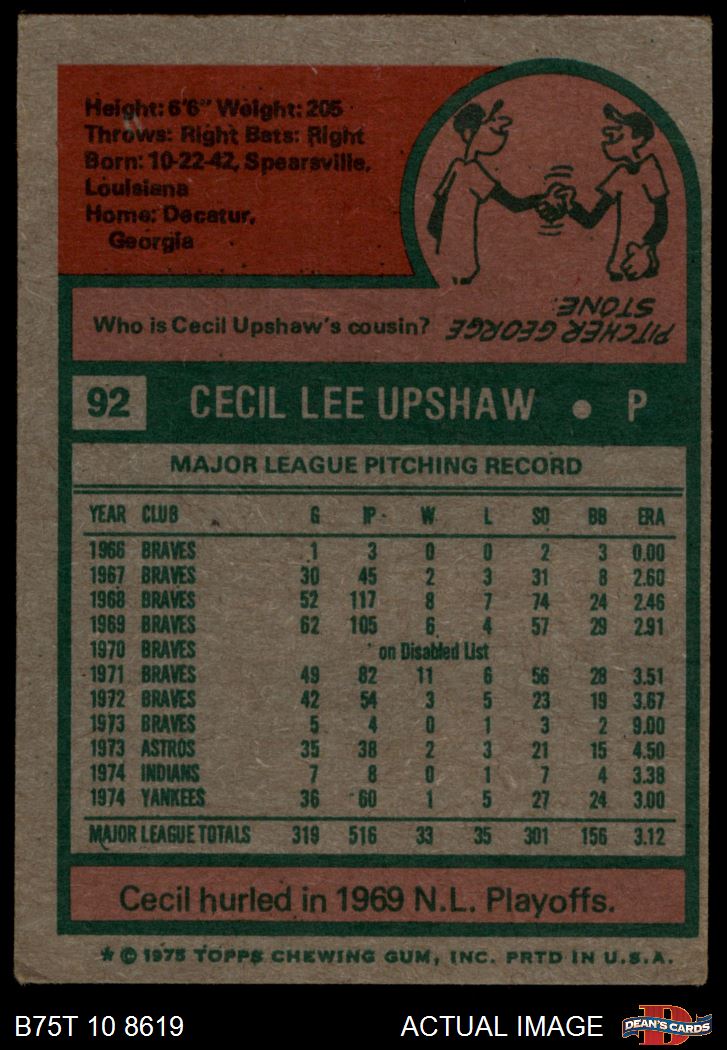 Height: 6'6" Weight: 205
Throws: Right Bats: Right
Born: 10-22-42, Spearsville,
Louisiana
Home: Decatur,
Georgia
Who is Cecil Upshaw's cousin?
PITCHER GEORGE
STONE.
92 CECIL LEE UPSHAW • P
MAJOR LEAGUE PITCHING RECORD
YEAR CLUB G IP W L SO BB ERA
1966 BRAVES 1 3 0 0 2 3 0.00
1967 BRAVES 30 45 2 3 31 8 2.60
1968 BRAVES 52 117 8 7 74 24 2.46
1969 BRAVES 62 105 6 4 57 29 2.91
1970 BRAVES on Disabled List
1971 BRAVES 49 82 11 6 56 28 3.51
1972 BRAVES 42 54 3 5 23 19 3.67
1973 BRAVES 5 4 0 1 3 2 9.00
1973 ASTROS 35 38 2 3 21 15 4.50
1974 INDIANS 7 8 0 1 7 4 3.38
1974 YANKEES 36 60 1 5 27 24 3.00
MAJOR LEAGUE TOTALS 319 516 33 35 301 156 3.12
Cecil hurled in 1969 N.L. Playoffs.
* © 1975 TOPPS CHEWING GUM, INC. PRTD IN U.S.A.
B75T 10 8619 ACTUAL IMAGE D DEAN'S CARDS